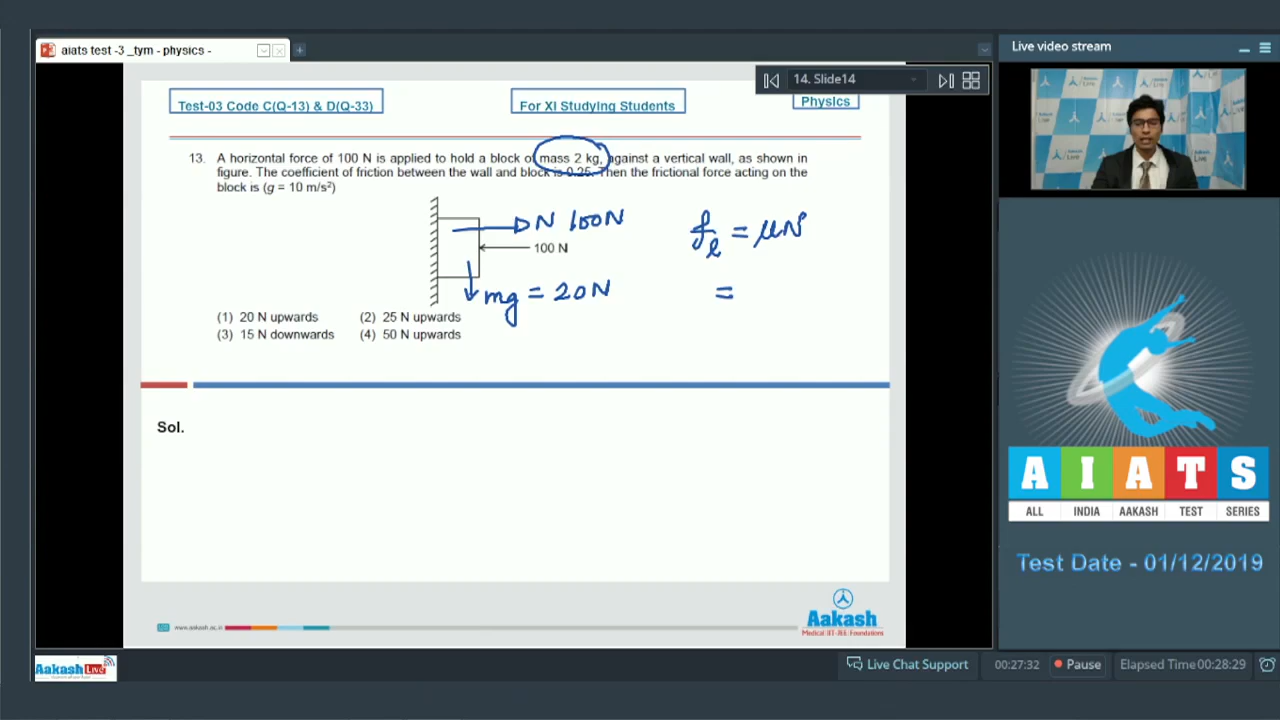 aiats test -3 _tym - physics -
Live video stream
14. Slide14
Test-03 Code C(Q-13) & D(Q-33)
For XI Studying Students
Physics
13. A horizontal force of 100 N is applied to hold a block of mass 2 kg, against a vertical wall, as shown in
figure. The coefficient of friction between the wall and block is 0.25. Then the frictional force acting on the
block is (g = 10 m/s²)
N 100N
100 N
mg = 20N
fℓ = μN
=
(1) 20 N upwards (2) 25 N upwards
(3) 15 N downwards (4) 50 N upwards
Sol.
www.aakash.ac.in
Aakash
Medical|IIT-JEE|Foundations
A I A T S
ALL INDIA AAKASH TEST SERIES
Test Date - 01/12/2019
Aakash Live
Live Chat Support
00:27:32
Pause
Elapsed Time 00:28:29